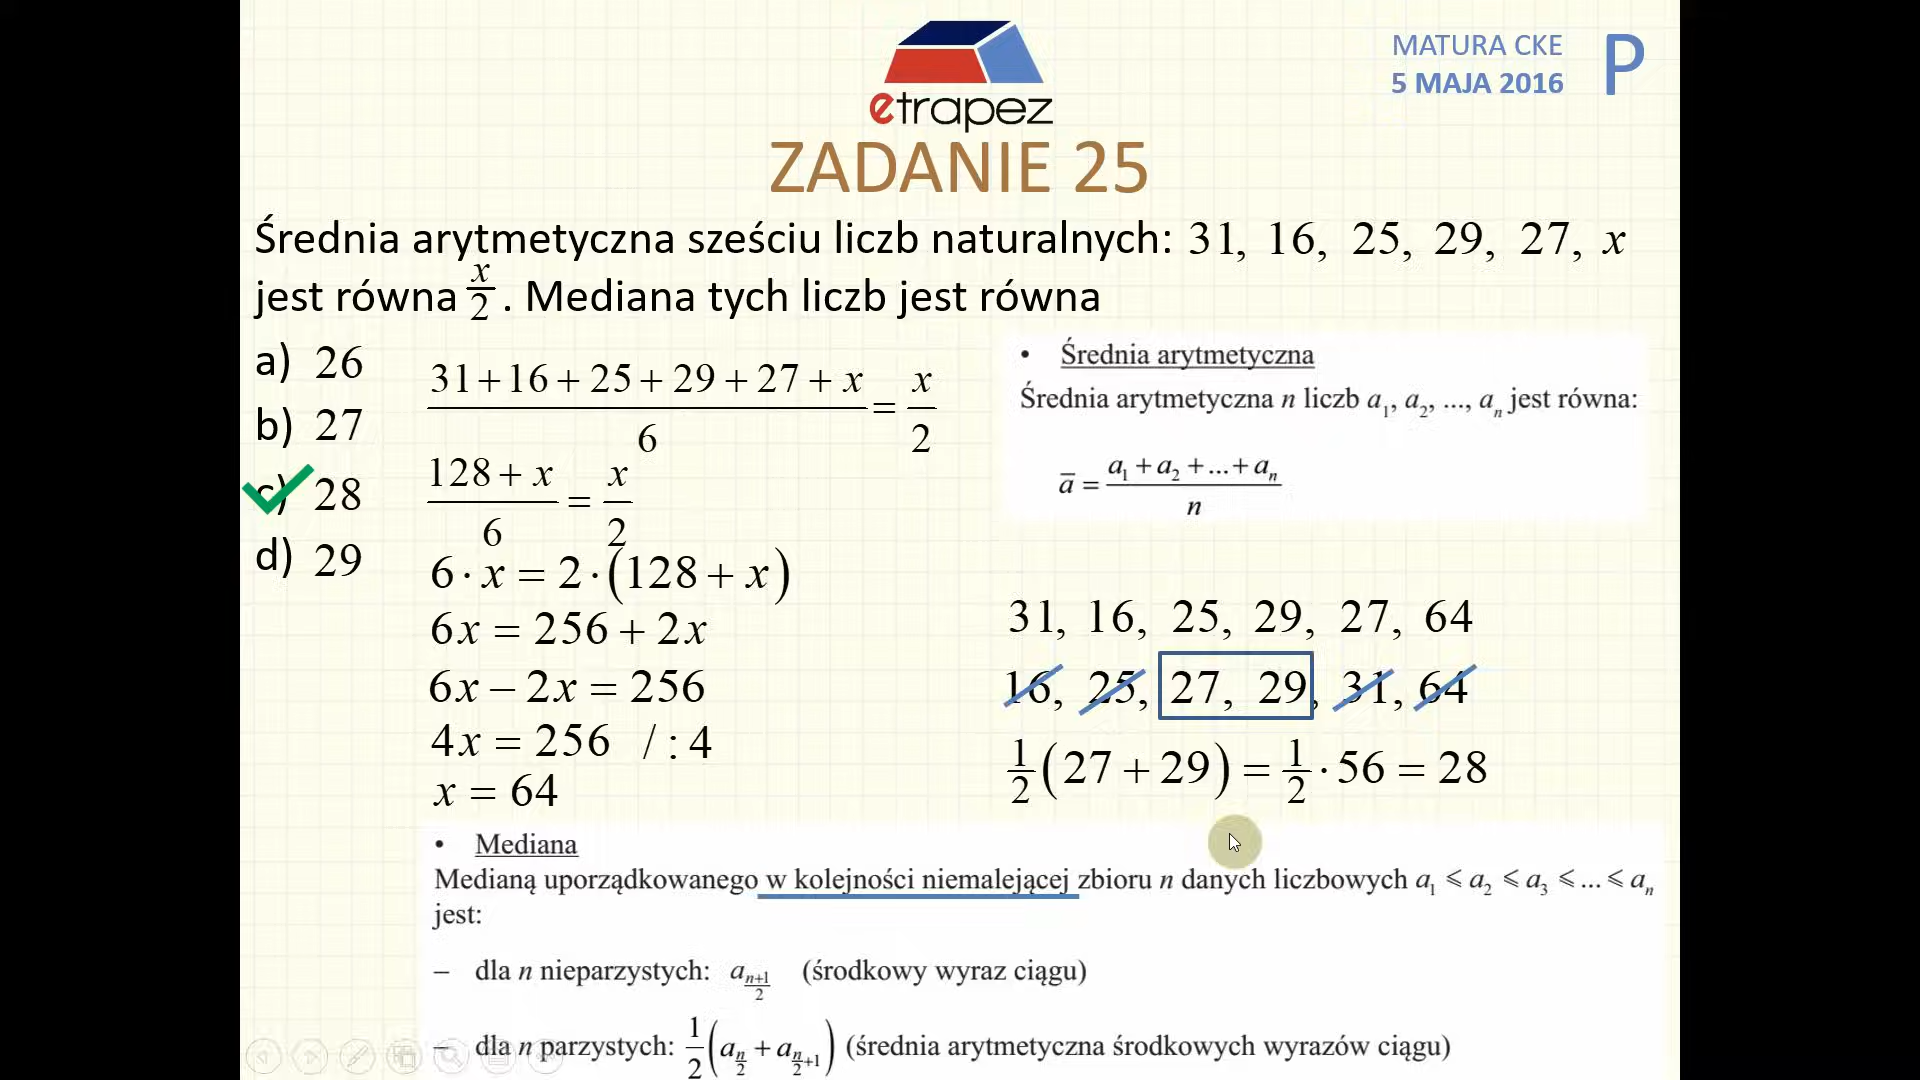 etrapez
MATURA CKE
5 MAJA 2016
P
ZADANIE 25
Średnia arytmetyczna sześciu liczb naturalnych: 31, 16, 25, 29, 27, x
jest równa x/2. Mediana tych liczb jest równa
a) 26
b) 27
c) 28
d) 29
(31+16+25+29+27+x)/6 = x/2
(128+x)/6 = x/2
6·x = 2·(128+x)
6x = 256+2x
6x−2x = 256
4x = 256 /:4
x = 64
• Średnia arytmetyczna
Średnia arytmetyczna n liczb a₁, a₂, ..., aₙ jest równa:
a̅ = (a₁+a₂+...+aₙ)/n
31, 16, 25, 29, 27, 64
16, 25, 27, 29, 31, 64
1/2(27+29) = 1/2·56 = 28
• Mediana
Medianą uporządkowanego w kolejności niemalejącej zbioru n danych liczbowych a₁ ⩽ a₂ ⩽ a₃ ⩽ ... ⩽ aₙ
jest:
– dla n nieparzystych: a_((n+1)/2) (środkowy wyraz ciągu)
– dla n parzystych: 1/2(a_(n/2) + a_(n/2+1)) (średnia arytmetyczna środkowych wyrazów ciągu)